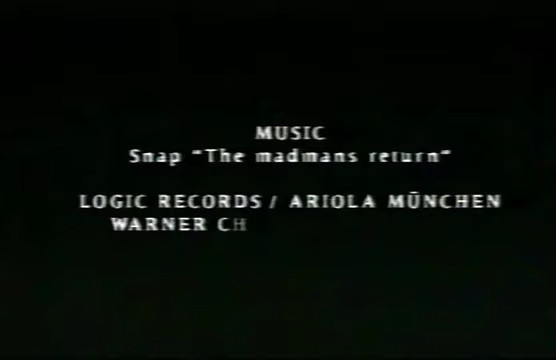 MUSIC
Snap "The madmans return"
LOGIC RECORDS / ARIOLA MÜNCHEN
WARNER CH